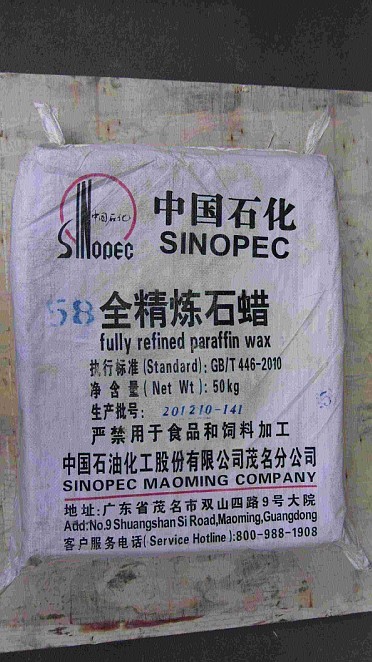 中国石化
SINOPEC
中国石化
SINOPEC
58 全精炼石蜡
fully refined paraffin wax
执行标准(Standard): GB/T 446-2010
净含量(Net Wt): 50kg
生产批号: 201210-141
严禁用于食品和饲料加工
中国石油化工股份有限公司茂名分公司
SINOPEC MAOMING COMPANY
地址:广东省茂名市双山四路9号大院
Add:No.9 Shuangshan Si Road,Maoming,Guangdong
客户服务电话(Service Hotline):800-988-1908